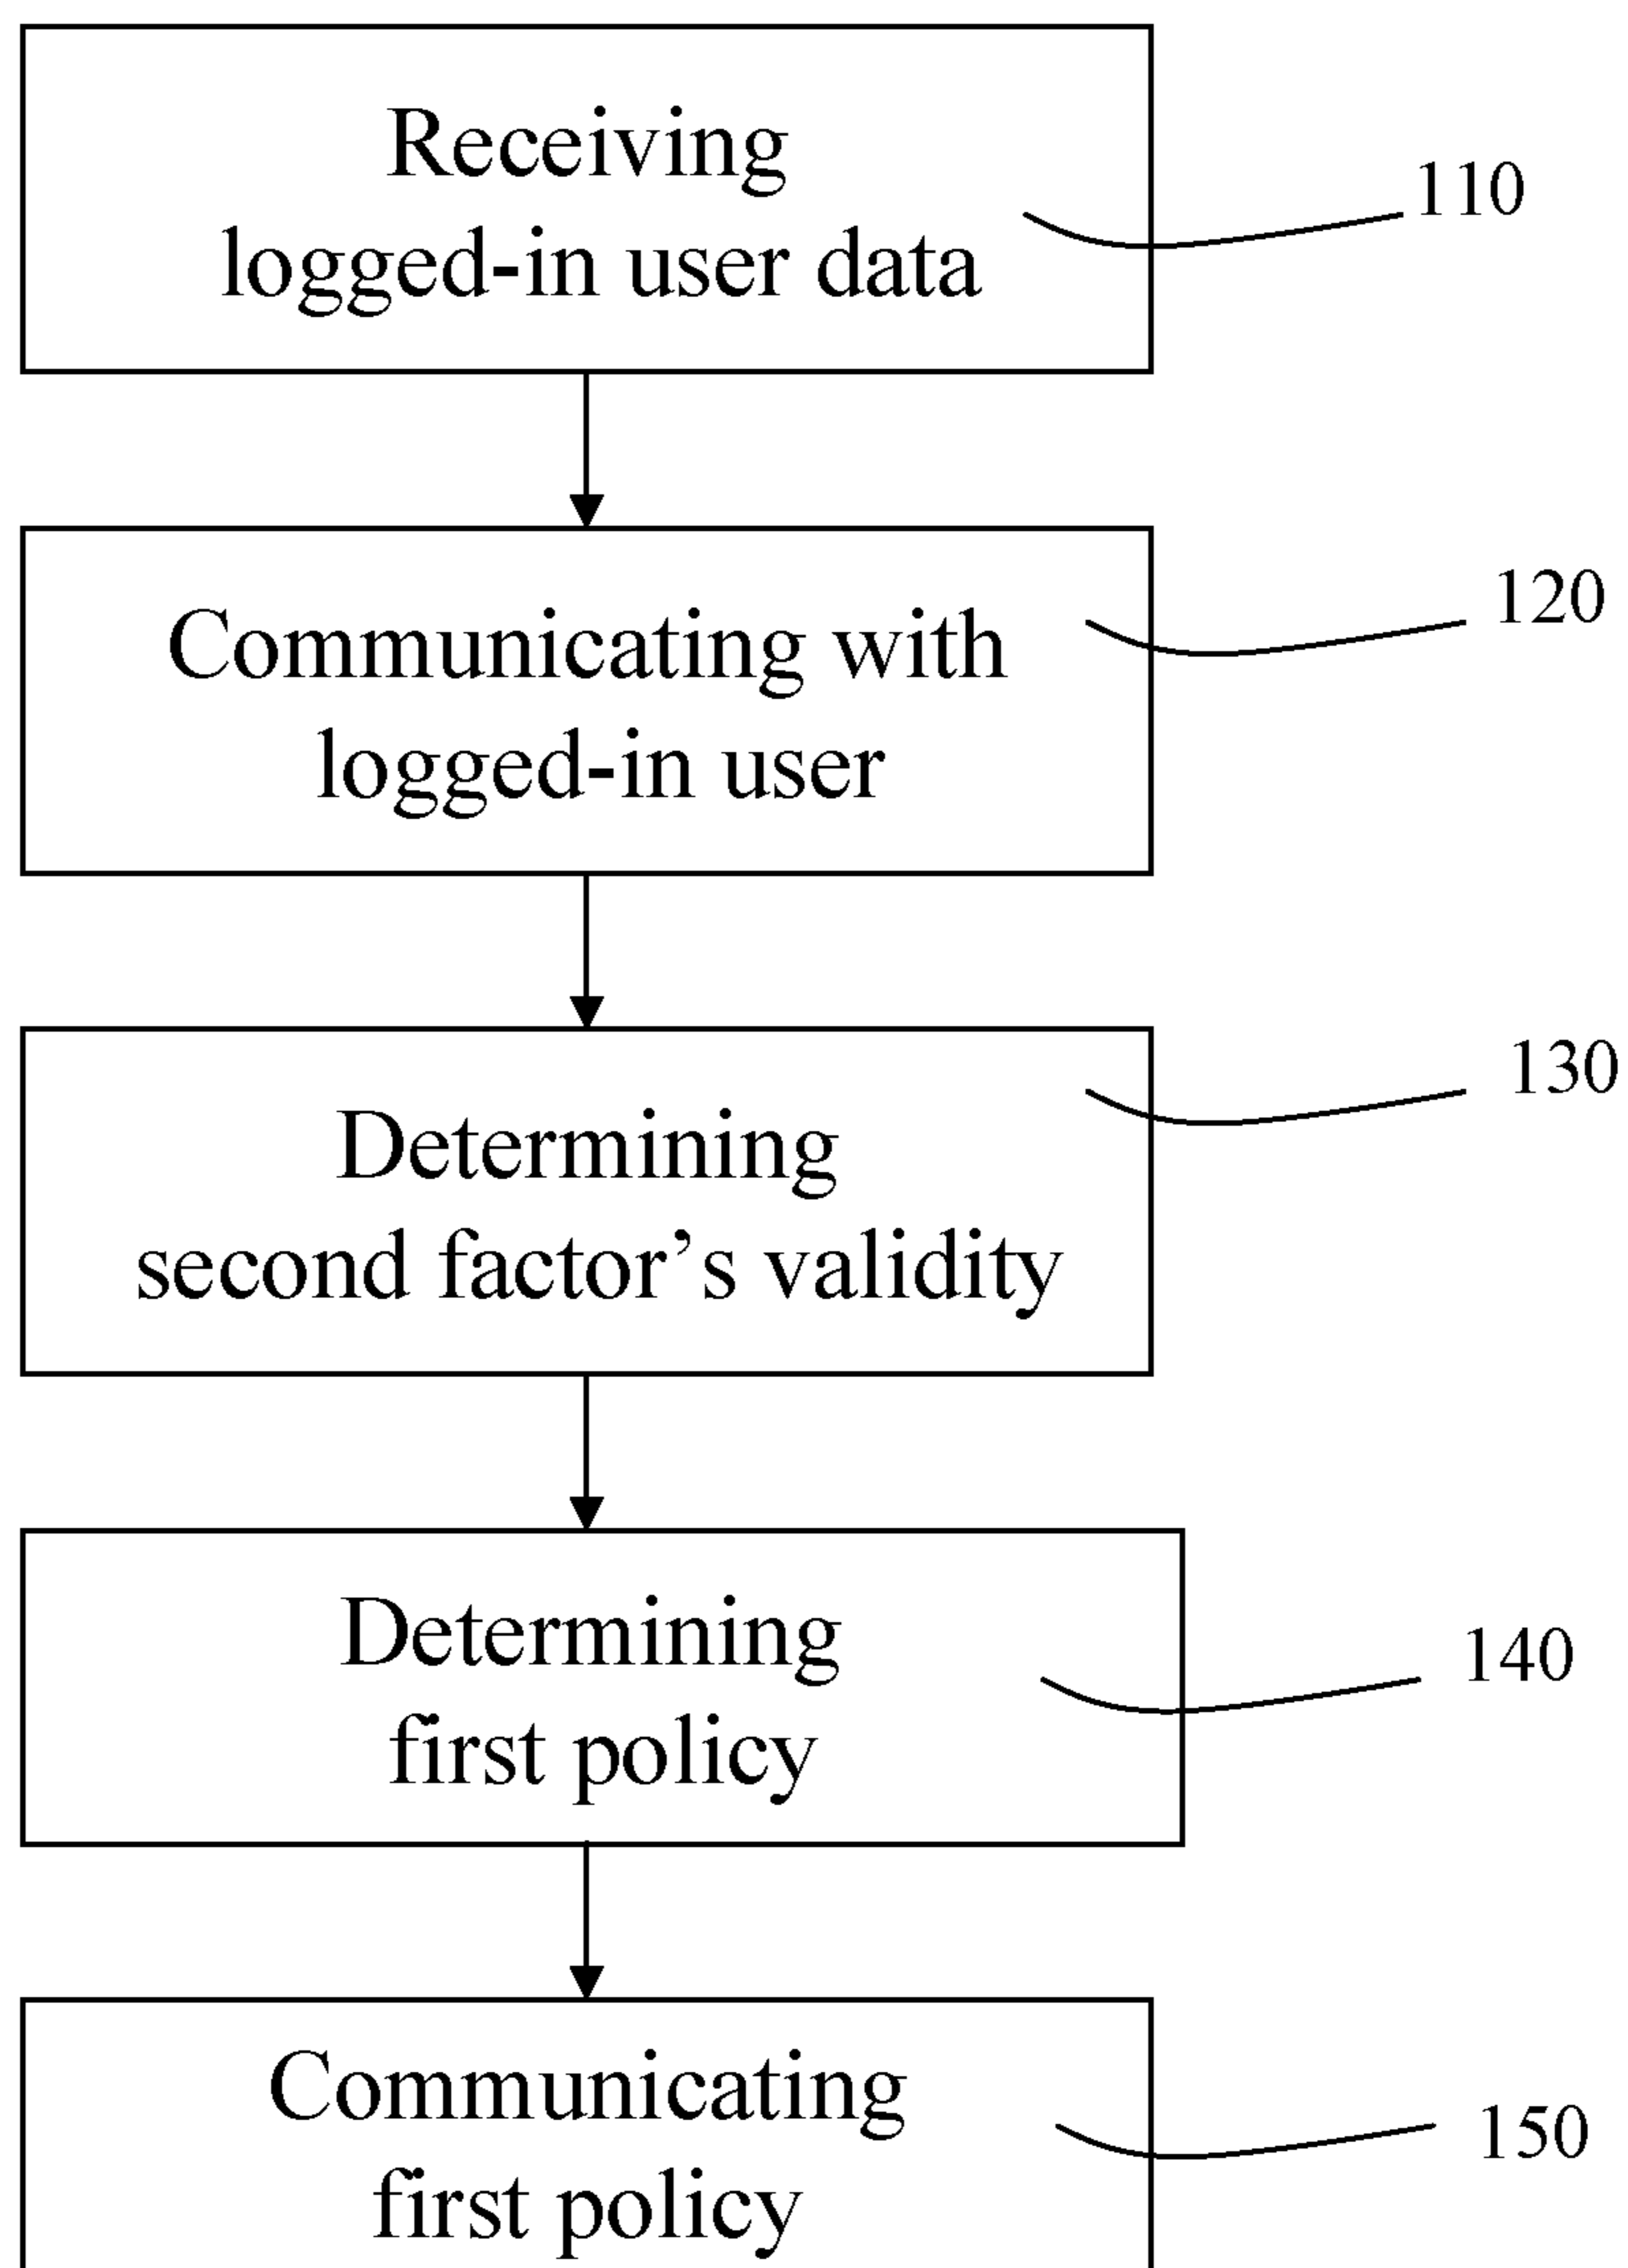 Receiving
logged-in user data
110
Communicating with
logged-in user
120
Determining
second factor’s validity
130
Determining
first policy
140
Communicating
first policy
150